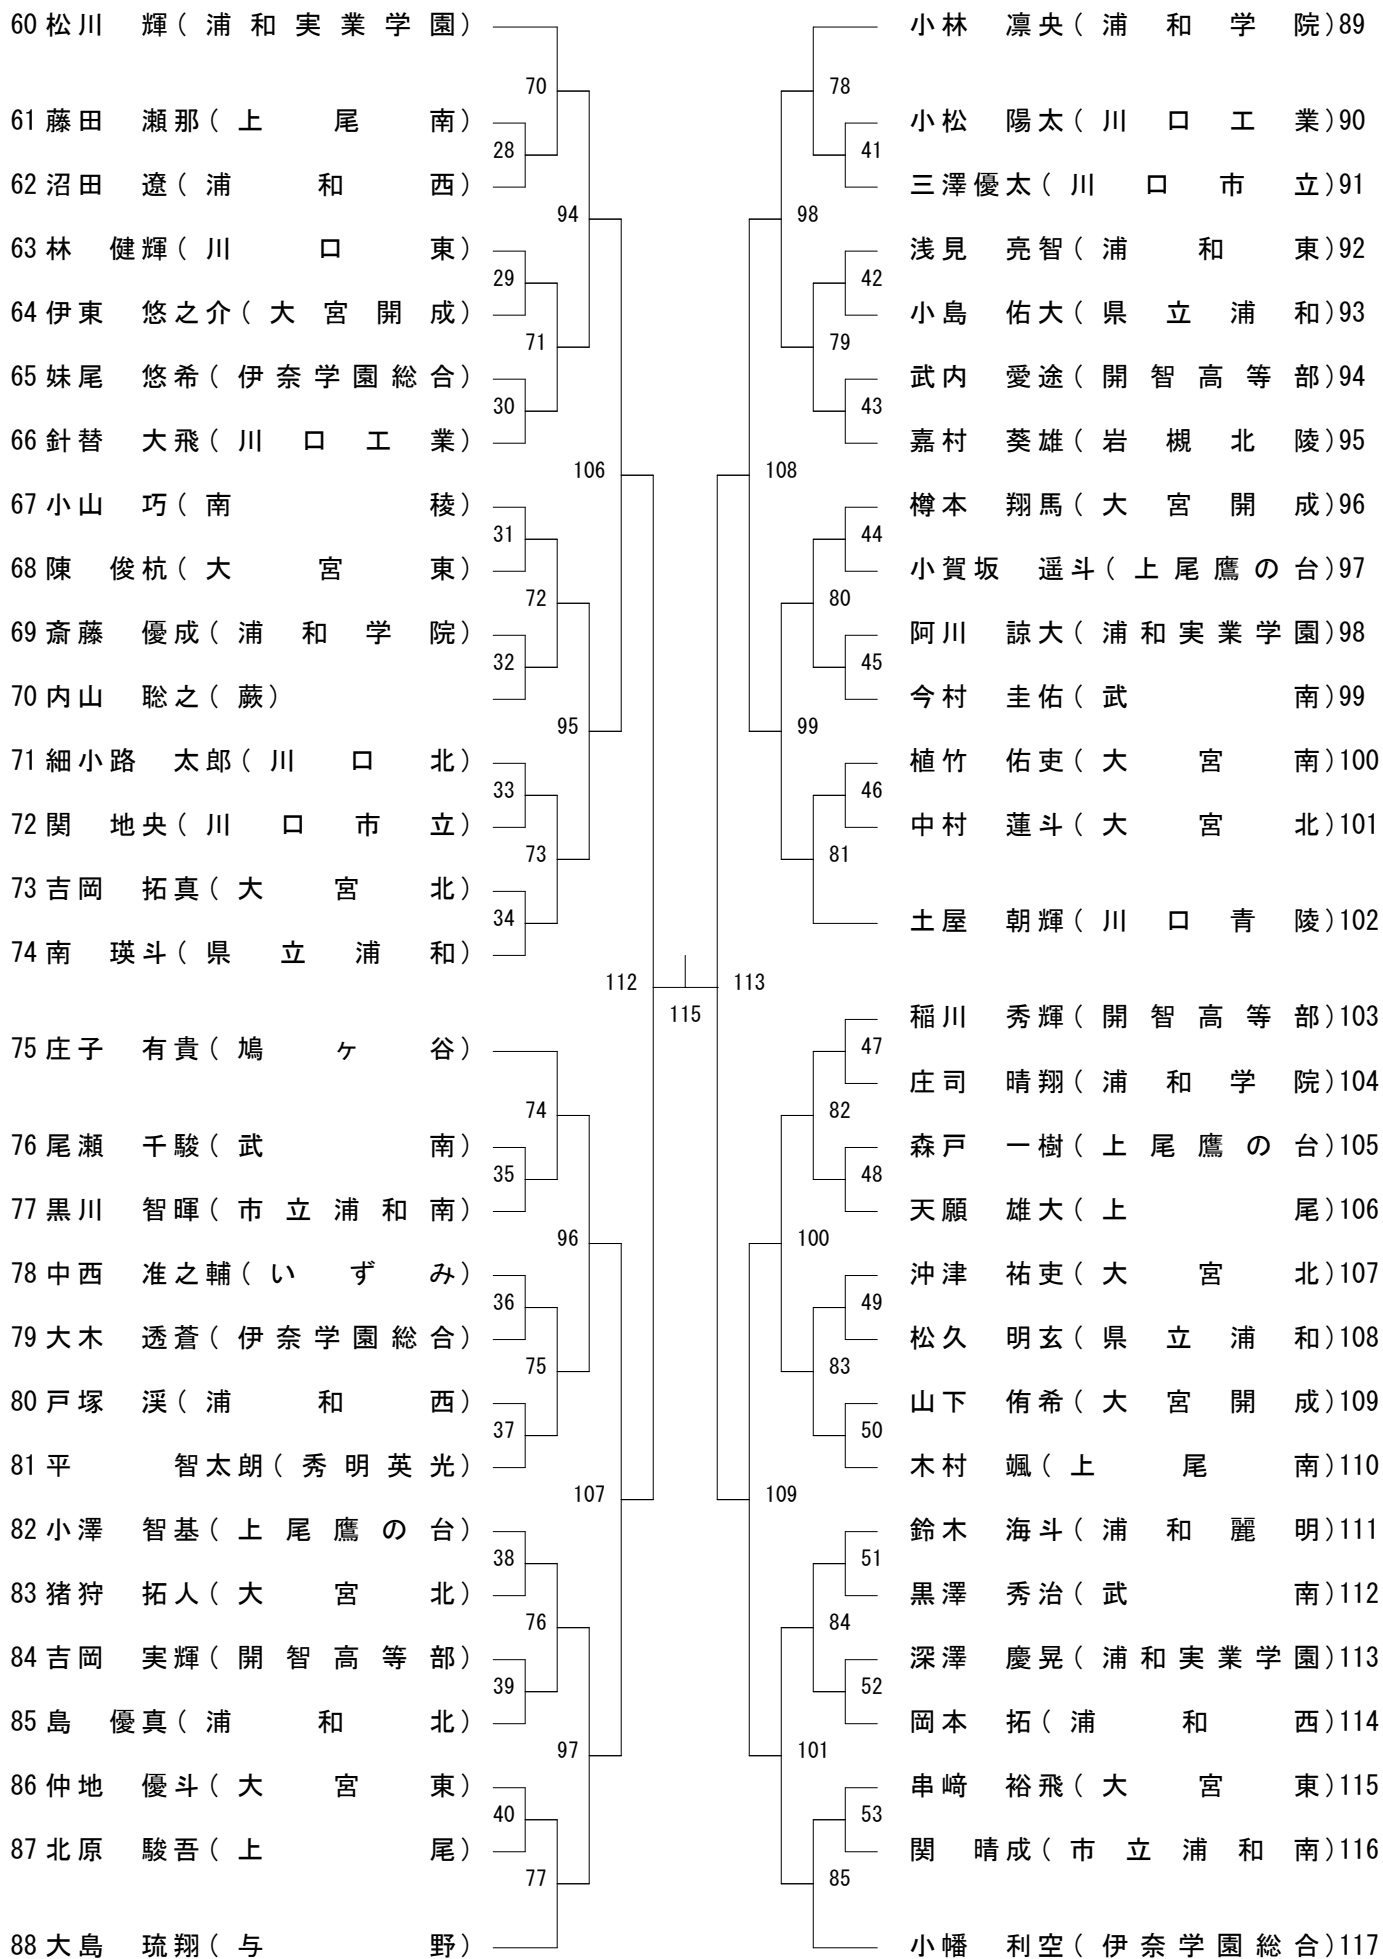 60 松川 輝(浦和実業学園)
70
61 藤田 瀬那(上尾南)
28
62 沼田 遼(浦和西)
94
63 林 健輝(川口東)
29
64 伊東 悠之介(大宮開成)
71
65 妹尾 悠希(伊奈学園総合)
30
66 針替 大飛(川口工業)
106
67 小山 巧(南稜)
31
68 陳 俊杭(大宮東)
72
69 斎藤 優成(浦和学院)
32
70 内山 聡之(蕨)
95
71 細小路 太郎(川口北)
33
72 関 地央(川口市立)
73
73 吉岡 拓真(大宮北)
34
74 南 瑛斗(県立浦和)
112
115
75 庄子 有貴(鳩ヶ谷)
74
76 尾瀬 千駿(武南)
35
77 黒川 智暉(市立浦和南)
96
78 中西 准之輔(いずみ)
36
79 大木 透蒼(伊奈学園総合)
75
80 戸塚 渓(浦和西)
37
81 平 智太朗(秀明英光)
107
82 小澤 智基(上尾鷹の台)
38
83 猪狩 拓人(大宮北)
76
84 吉岡 実輝(開智高等部)
39
85 島 優真(浦和北)
97
86 仲地 優斗(大宮東)
40
87 北原 駿吾(上尾)
77
88 大島 琉翔(与野)
小林 凛央(浦和学院)89
78
小松 陽太(川口工業)90
41
三澤優太(川口市立)91
98
浅見 亮智(浦和東)92
42
小島 佑大(県立浦和)93
79
武内 愛途(開智高等部)94
43
嘉村 葵雄(岩槻北陵)95
108
樽本 翔馬(大宮開成)96
44
小賀坂 遥斗(上尾鷹の台)97
80
阿川 諒大(浦和実業学園)98
45
今村 圭佑(武南)99
99
植竹 佑吏(大宮南)100
46
中村 蓮斗(大宮北)101
81
土屋 朝輝(川口青陵)102
113
稲川 秀輝(開智高等部)103
47
庄司 晴翔(浦和学院)104
82
森戸 一樹(上尾鷹の台)105
48
天願 雄大(上尾)106
100
沖津 祐吏(大宮北)107
49
松久 明玄(県立浦和)108
83
山下 侑希(大宮開成)109
50
木村 颯(上尾南)110
109
鈴木 海斗(浦和麗明)111
51
黒澤 秀治(武南)112
84
深澤 慶晃(浦和実業学園)113
52
岡本 拓(浦和西)114
101
串﨑 裕飛(大宮東)115
53
関 晴成(市立浦和南)116
85
小幡 利空(伊奈学園総合)117